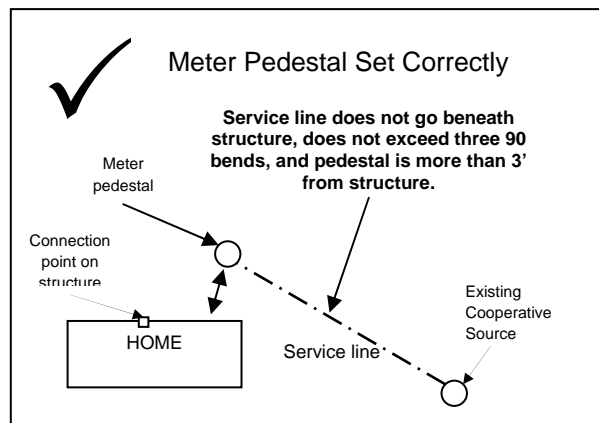 Meter Pedestal Set Correctly
Service line does not go beneath
structure, does not exceed three 90
bends, and pedestal is more than 3’
from structure.
Meter
pedestal
Connection
point on
structure
HOME
Service line
Existing
Cooperative
Source